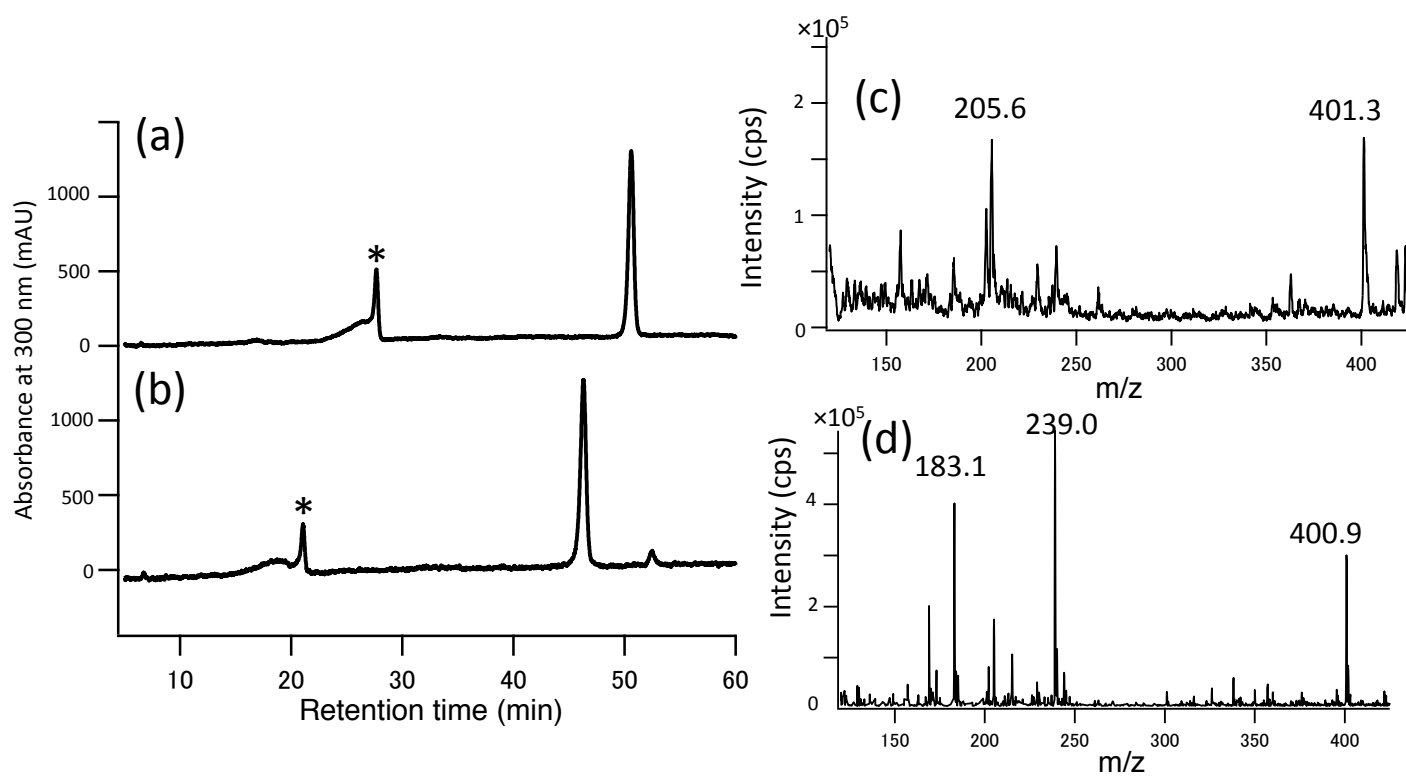 (a)
*
1000
500
0
(b)
*
1000
500
0
Absorbance at 300 nm (mAU)
10 20 30 40 50 60
Retention time (min)
×10⁵
(c)
205.6
401.3
2
1
0
Intensity (cps)
150 200 250 300 350 400
m/z
×10⁵
(d)
239.0
183.1
400.9
4
2
0
Intensity (cps)
150 200 250 300 350 400
m/z